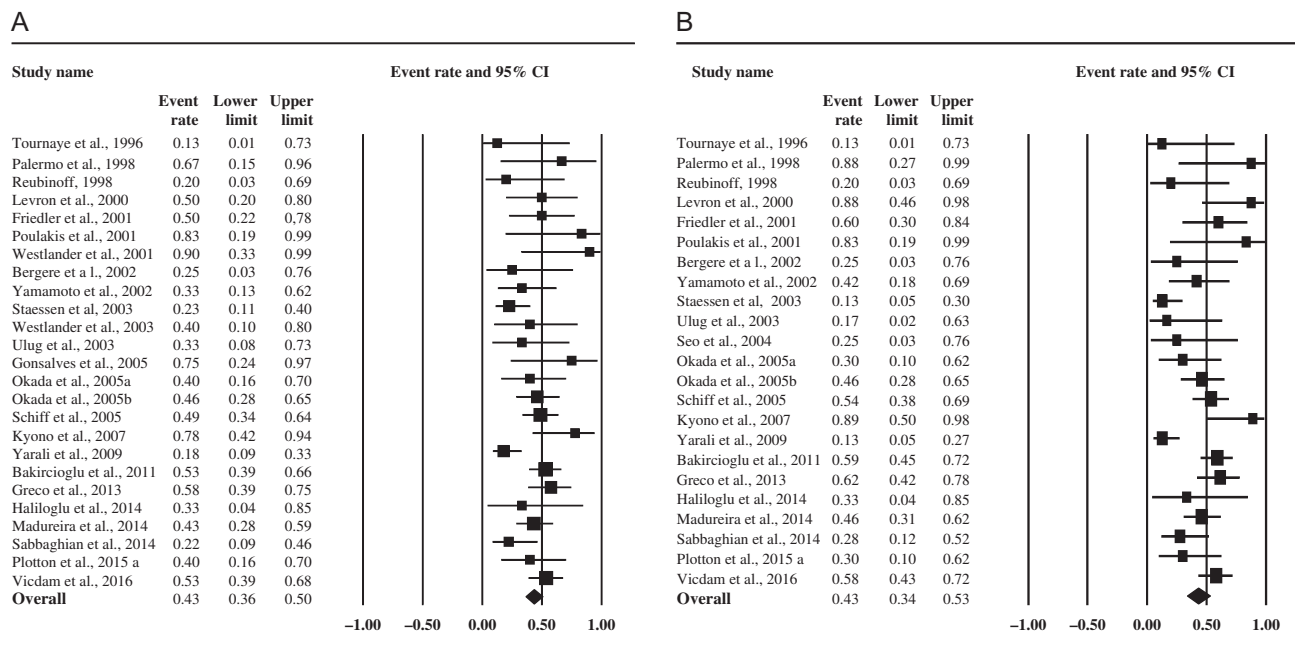 A
Study name Event rate and 95% CI
Event Lower Upper
rate limit limit
Tournaye et al., 1996 0.13 0.01 0.73
Palermo et al., 1998 0.67 0.15 0.96
Reubinoff, 1998 0.20 0.03 0.69
Levron et al., 2000 0.50 0.20 0.80
Friedler et al., 2001 0.50 0.22 0,78
Poulakis et al., 2001 0.83 0.19 0.99
Westlander et al., 2001 0.90 0.33 0.99
Bergere et a l., 2002 0.25 0.03 0.76
Yamamoto et al., 2002 0.33 0.13 0.62
Staessen et al, 2003 0.23 0.11 0.40
Westlander et al., 2003 0.40 0.10 0.80
Ulug et al., 2003 0.33 0.08 0.73
Gonsalves et al., 2005 0.75 0.24 0.97
Okada et al., 2005a 0.40 0.16 0.70
Okada et al., 2005b 0.46 0.28 0.65
Schiff et al., 2005 0.49 0.34 0.64
Kyono et al., 2007 0.78 0.42 0.94
Yarali et al., 2009 0.18 0.09 0.33
Bakircioglu et al., 2011 0.53 0.39 0.66
Greco et al., 2013 0.58 0.39 0.75
Haliloglu et al., 2014 0.33 0.04 0.85
Madureira et al., 2014 0.43 0.28 0.59
Sabbaghian et al., 2014 0.22 0.09 0.46
Plotton et al., 2015 a 0.40 0.16 0.70
Vicdam et al., 2016 0.53 0.39 0.68
Overall 0.43 0.36 0.50
−1.00 −0.50 0.00 0.50 1.00
B
Study name Event rate and 95% CI
Event Lower Upper
rate limit limit
Tournaye et al., 1996 0.13 0.01 0.73
Palermo et al., 1998 0.88 0.27 0.99
Reubinoff, 1998 0.20 0.03 0.69
Levron et al., 2000 0.88 0.46 0.98
Friedler et al., 2001 0.60 0.30 0.84
Poulakis et al., 2001 0.83 0.19 0.99
Bergere et a l., 2002 0.25 0.03 0.76
Yamamoto et al., 2002 0.42 0.18 0.69
Staessen et al, 2003 0.13 0.05 0.30
Ulug et al., 2003 0.17 0.02 0.63
Seo et al., 2004 0.25 0.03 0.76
Okada et al., 2005a 0.30 0.10 0.62
Okada et al., 2005b 0.46 0.28 0.65
Schiff et al., 2005 0.54 0.38 0.69
Kyono et al., 2007 0.89 0.50 0.98
Yarali et al., 2009 0.13 0.05 0.27
Bakircioglu et al., 2011 0.59 0.45 0.72
Greco et al., 2013 0.62 0.42 0.78
Haliloglu et al., 2014 0.33 0.04 0.85
Madureira et al., 2014 0.46 0.31 0.62
Sabbaghian et al., 2014 0.28 0.12 0.52
Plotton et al., 2015 a 0.30 0.10 0.62
Vicdam et al., 2016 0.58 0.43 0.72
Overall 0.43 0.34 0.53
−1.00 −0.50 0.00 0.50 1.00